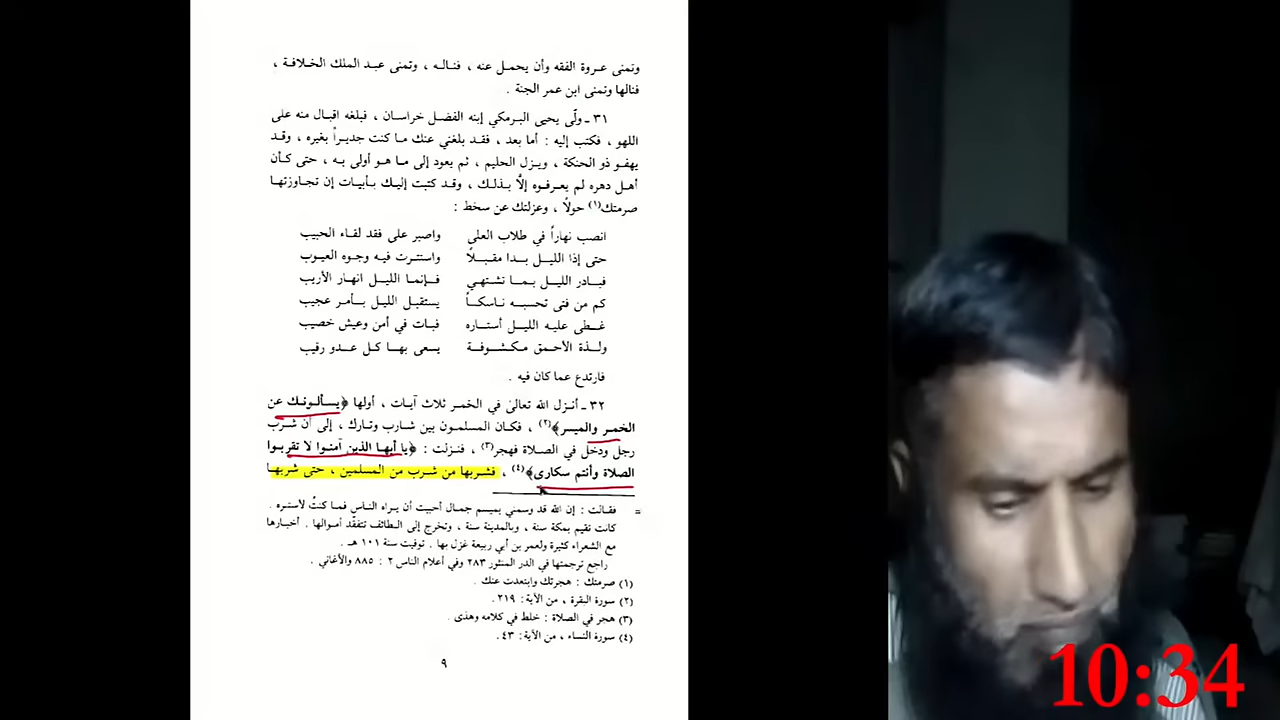 وتمنى عروة الفقه وأن يحمل عنه ، فناله ، وتمنى عبد الملك الخلافة ،
فنالها وتمنى ابن عمر الجنة .
٣١ ـ ولّى يحيى البرمكي إبنه الفضل خراسان ، فبلغه اقبال منه على
اللهو ، فكتب إليه : أما بعد ، فقد بلغني عنك ما كنت جديراً بغيره ، وقد
يهفو ذو الحنكة ، ويزل الحليم ، ثم يعود إلى ما هو أولى به ، حتى كأن
أهل دهره لم يعرفوه إلّا بذلك ، وقد كتبت إليك بأبيات إن تجاوزتها
صرمتك(١) حولًا ، وعزلتك عن سخط :
انصب نهاراً في طلاب العلى واصبر على فقد لقاء الحبيب
حتى إذا الليل بدا مقبلًا واستترت فيه وجوه العيوب
فبادر الليل بما تشتهي فإنما الليل انهار الأريب
كم من فتى تحسبه ناسكاً يستقبل الليل بأمر عجيب
غطى عليه الليل أستاره فبات في أمن وعيش خصيب
ولذة الأحمق مكشوفة يسعى بها كل عدو رقيب
فارتدع عما كان فيه .
٣٢ ـ أنزل الله تعالى في الخمر ثلاث آيات ، أولها ﴿يسألونك عن
الخمر والميسر﴾(٢) ، فكان المسلمون بين شارب وتارك ، إلى أن شرب
رجل ودخل في الصلاة فهجر(٣) ، فنزلت : ﴿يا أيها الذين آمنوا لا تقربوا
الصلاة وأنتم سكارى﴾(٤) ، فشربها من شرب من المسلمين ، حتى شربها
= فقالت : إن الله قد وسمني بميسم جمال أحببت أن يراه الناس فما كنتُ لأستره .
كانت تقيم بمكة سنة ، وبالمدينة سنة ، وتخرج إلى الطائف تتفقّد أموالها . أخبارها
مع الشعراء كثيرة ولعمر بن أبي ربيعة غزل بها . توفيت سنة ١٠١ هـ .
راجع ترجمتها في الدر المنثور ٢٨٣ وفي أعلام الناس ٢ : ٨٨٥ والأغاني .
(١) صرمتك : هجرتك وابتعدت عنك .
(٢) سورة البقرة ، من الآية : ٢١٩ .
(٣) هجر في الصلاة : خلط في كلامه وهذى .
(٤) سورة النساء ، من الآية : ٤٣ .
٩
10:34